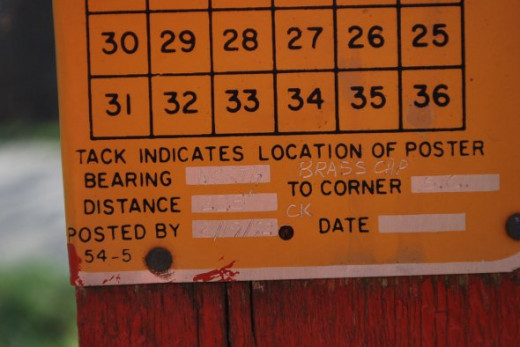 30 29 28 27 26 25
31 32 33 34 35 36
TACK INDICATES LOCATION OF POSTER
BRASS CAP
BEARING TO CORNER
DISTANCE CK
POSTED BY DATE
54-5